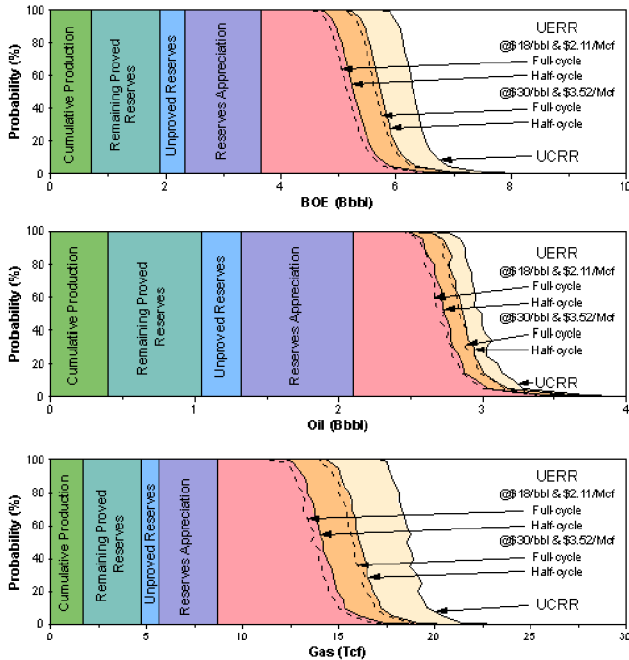 Probability (%)
100
80
60
40
20
0
Cumulative Production
Remaining Proved
Reserves
Unproved Reserves
Reserves Appreciation
UERR
@$18/bbl & $2.11/Mcf
Full-cycle
Half-cycle
@$30/bbl & $3.52/Mcf
Full-cycle
Half-cycle
UCRR
0 2 4 6 8 10
BOE (Bbbl)
Probability (%)
100
80
60
40
20
0
Cumulative Production
Remaining Proved
Reserves
Unproved Reserves
Reserves Appreciation
UERR
@$18/bbl & $2.11/Mcf
Full-cycle
Half-cycle
@$30/bbl & $3.52/Mcf
Full-cycle
Half-cycle
UCRR
0 1 2 3 4
Oil (Bbbl)
Probability (%)
100
80
60
40
20
0
Cumulative Production
Remaining Proved
Reserves
Unproved Reserves
Reserves Appreciation
UERR
@$18/bbl & $2.11/Mcf
Full-cycle
Half-cycle
@$30/bbl & $3.52/Mcf
Full-cycle
Half-cycle
UCRR
0 5 10 15 20 25 30
Gas (Tcf)